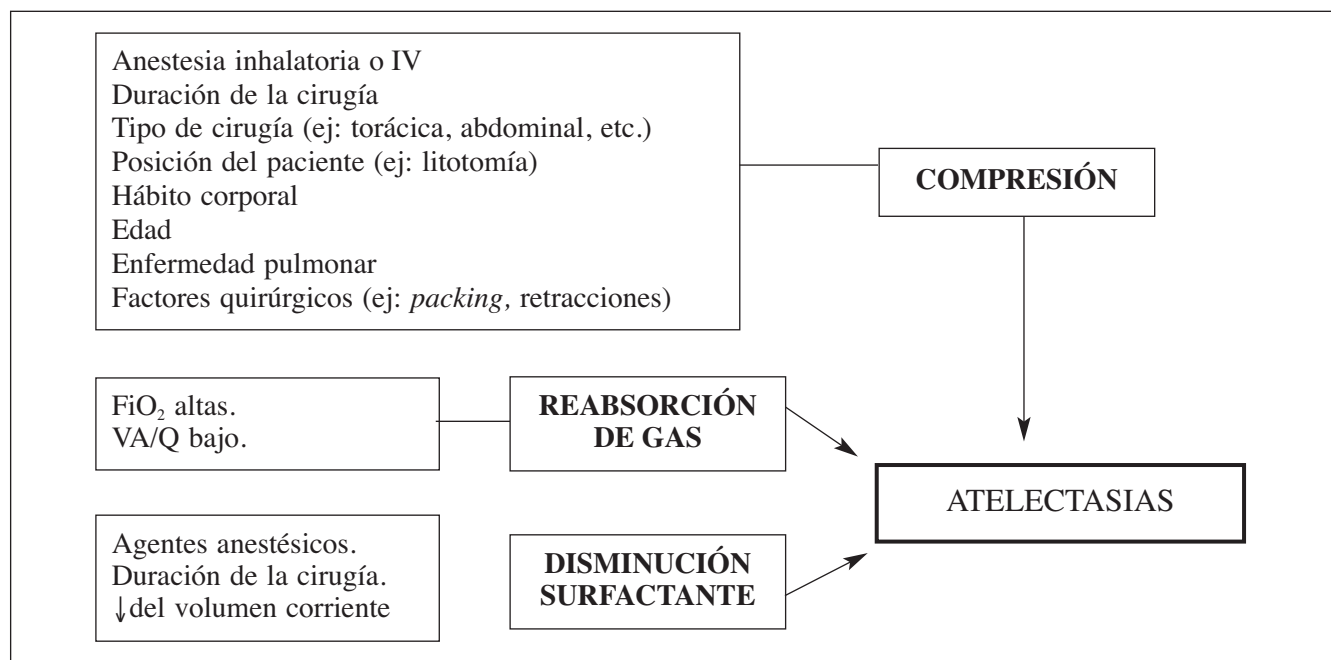 Anestesia inhalatoria o IV
Duración de la cirugía
Tipo de cirugía (ej: torácica, abdominal, etc.)
Posición del paciente (ej: litotomía)
Hábito corporal
Edad
Enfermedad pulmonar
Factores quirúrgicos (ej: packing, retracciones)
COMPRESIÓN
FiO₂ altas.
VA/Q bajo.
REABSORCIÓN
DE GAS
ATELECTASIAS
Agentes anestésicos.
Duración de la cirugía.
↓del volumen corriente
DISMINUCIÓN
SURFACTANTE